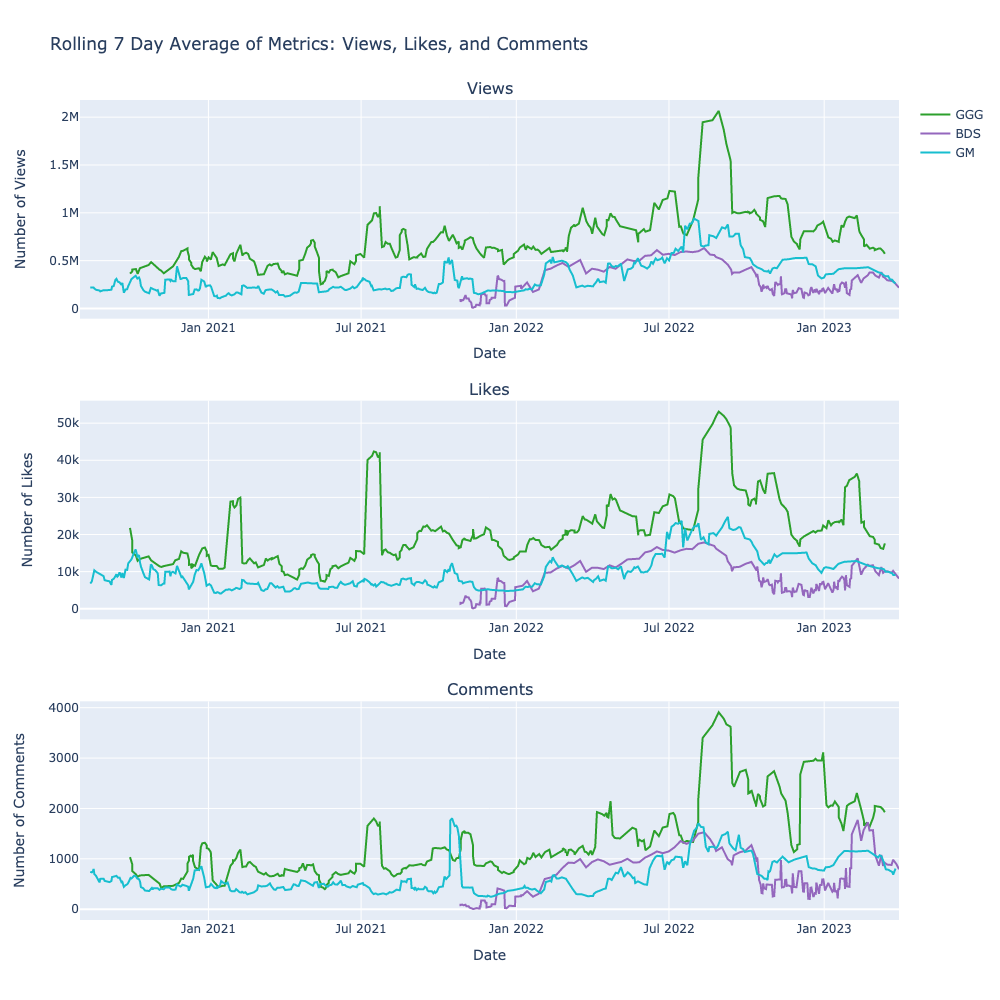 Rolling 7 Day Average of Metrics: Views, Likes, and Comments
Views
Number of Views
2M
1.5M
1M
0.5M
0
Jan 2021 Jul 2021 Jan 2022 Jul 2022 Jan 2023
Date
GGG
BDS
GM
Likes
Number of Likes
50k
40k
30k
20k
10k
0
Jan 2021 Jul 2021 Jan 2022 Jul 2022 Jan 2023
Date
Comments
Number of Comments
4000
3000
2000
1000
0
Jan 2021 Jul 2021 Jan 2022 Jul 2022 Jan 2023
Date